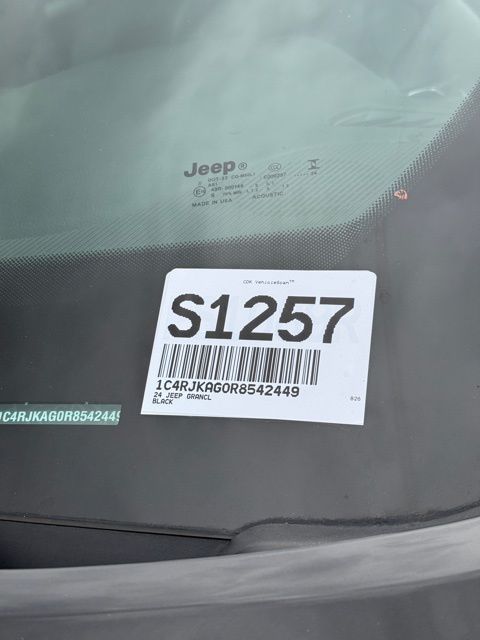 Jeep®
MADE IN USA
ACOUSTIC
CDK VehicleScan™
S1257
1C4RJKAG0R8542449
24 JEEP GRANCL
BLACK
826
1C4RJKAG0R8542449